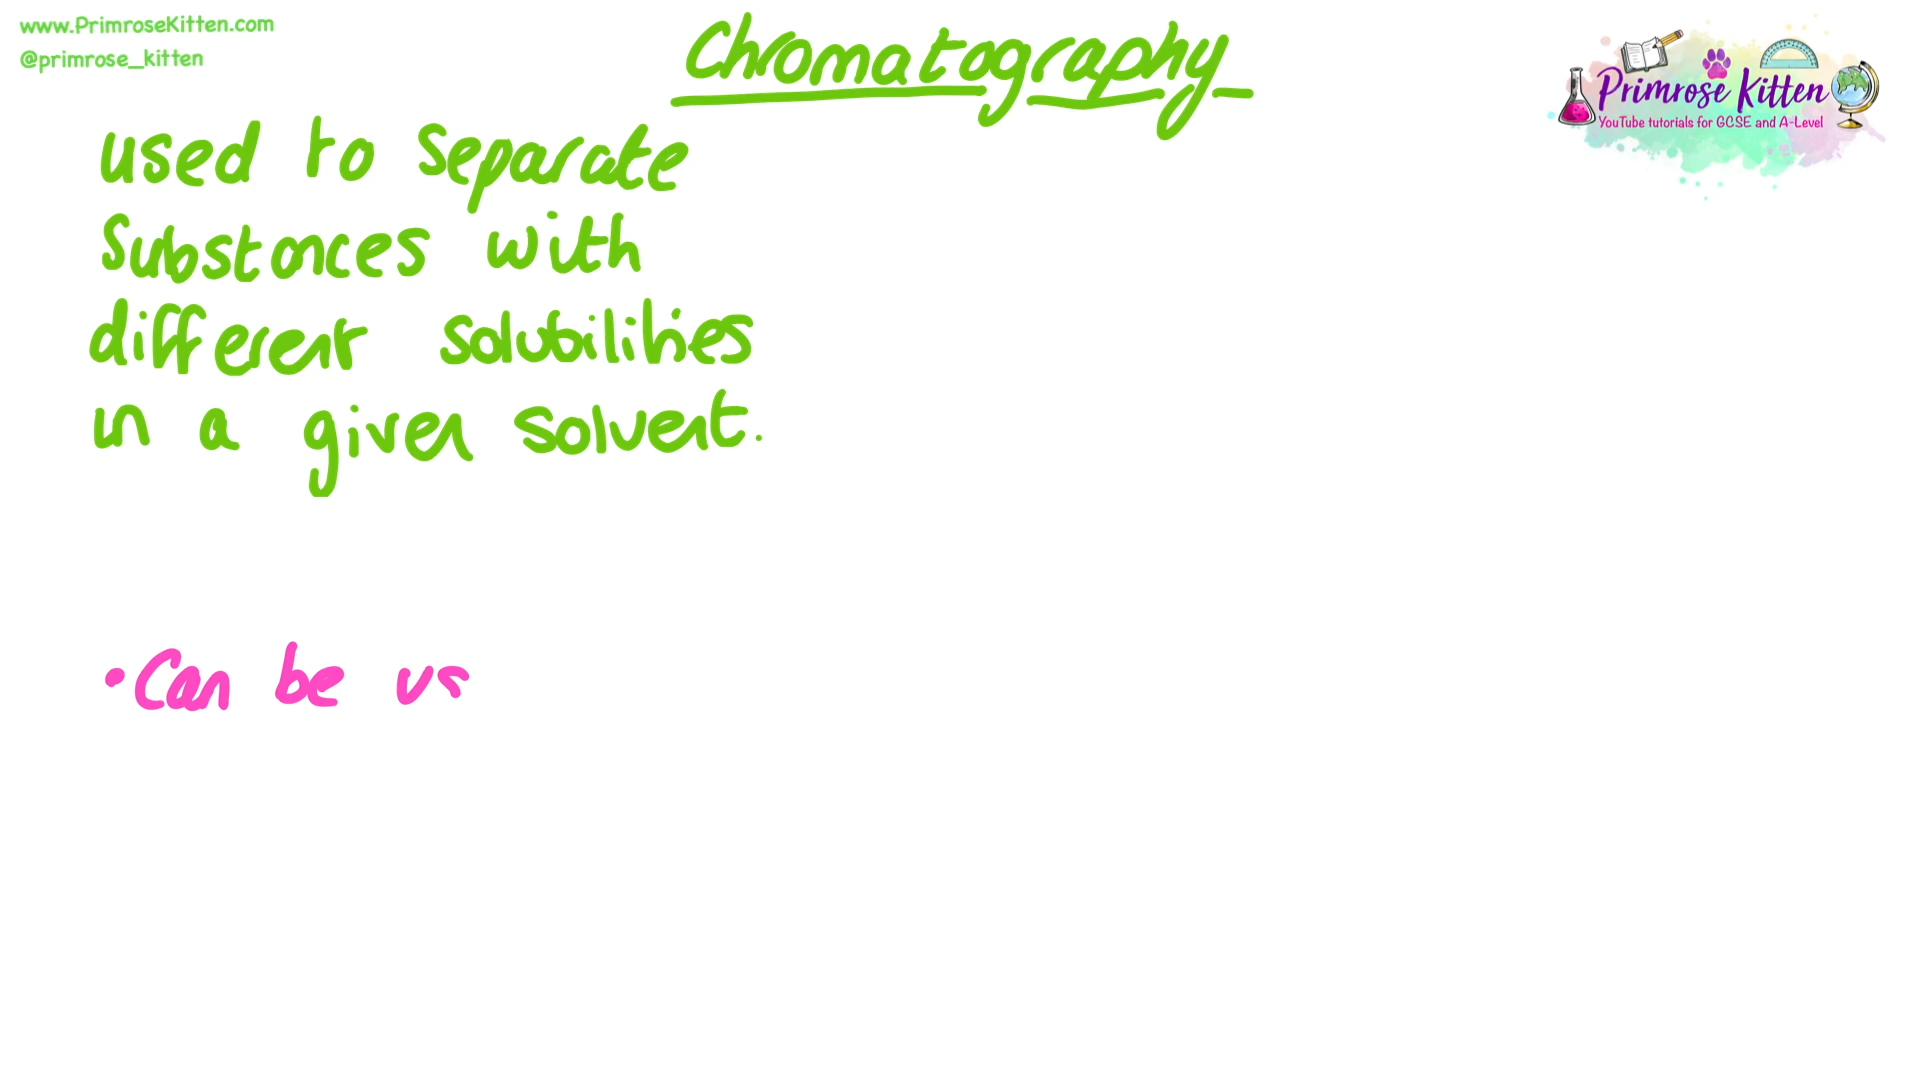 www.PrimroseKitten.com
@primrose_kitten
Chromatography
Primrose Kitten
YouTube tutorials for GCSE and A-Level
used to separate
Substances with
different solubilities
in a given solvent.
• Can be us